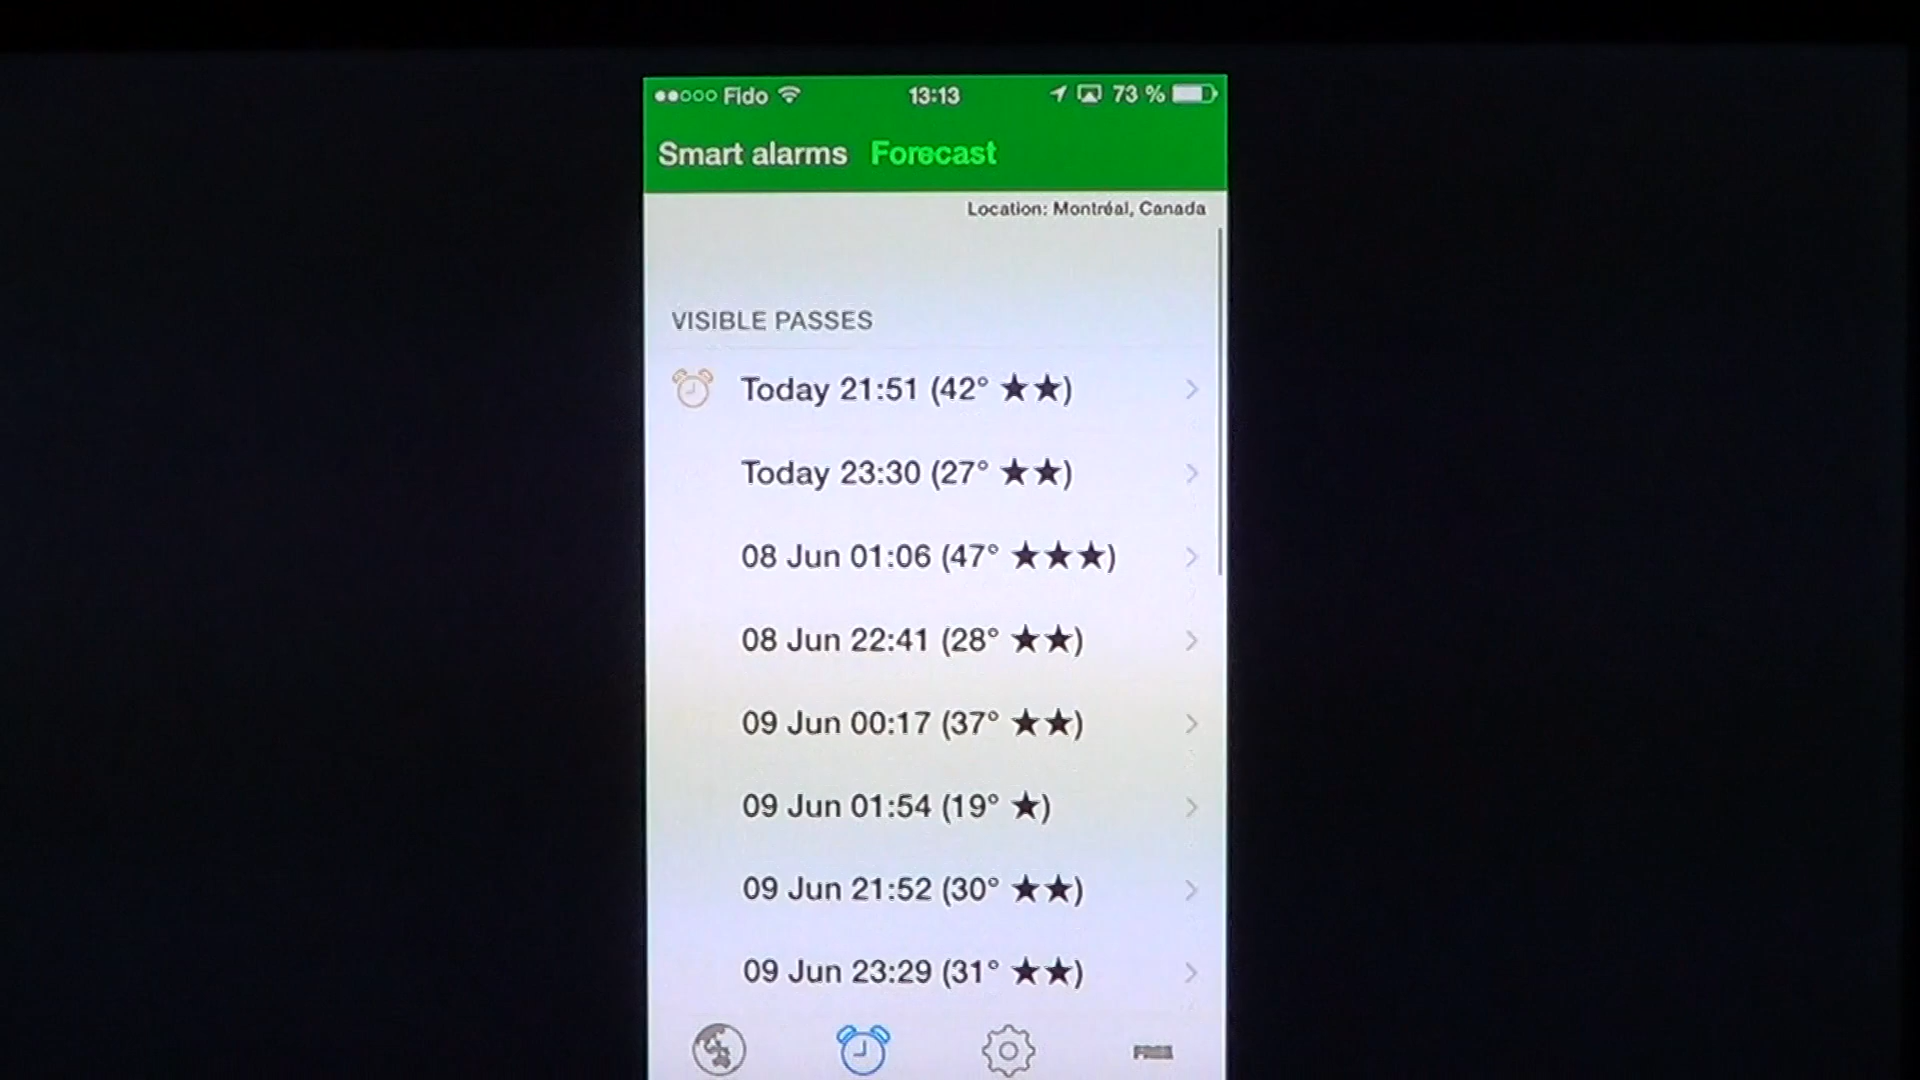 Fido 13:13 73 %
Smart alarms Forecast
Location: Montréal, Canada
VISIBLE PASSES
Today 21:51 (42° ★★)
Today 23:30 (27° ★★)
08 Jun 01:06 (47° ★★★)
08 Jun 22:41 (28° ★★)
09 Jun 00:17 (37° ★★)
09 Jun 01:54 (19° ★)
09 Jun 21:52 (30° ★★)
09 Jun 23:29 (31° ★★)
FREE